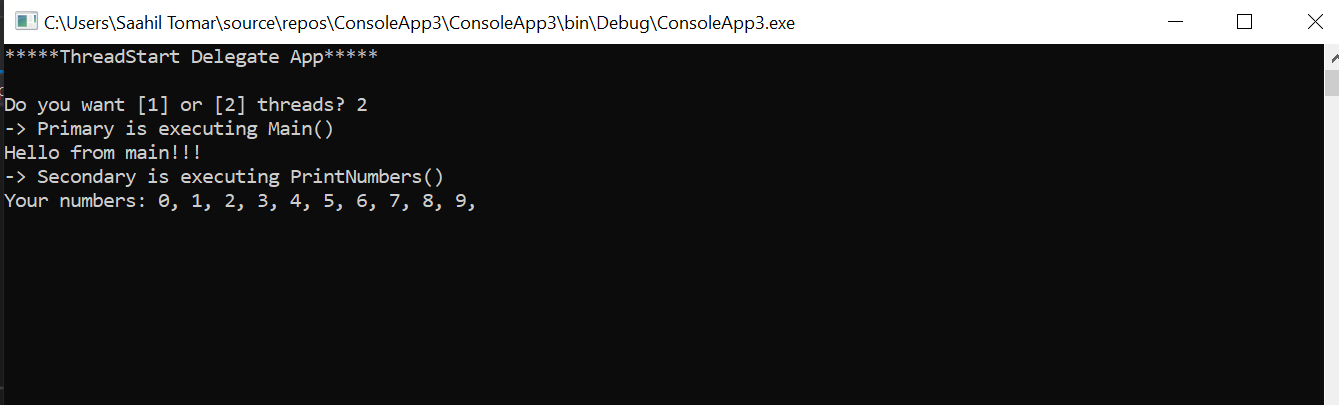 C:\Users\Saahil Tomar\source\repos\ConsoleApp3\ConsoleApp3\bin\Debug\ConsoleApp3.exe
*****ThreadStart Delegate App*****
Do you want [1] or [2] threads? 2
-> Primary is executing Main()
Hello from main!!!
-> Secondary is executing PrintNumbers()
Your numbers: 0, 1, 2, 3, 4, 5, 6, 7, 8, 9,